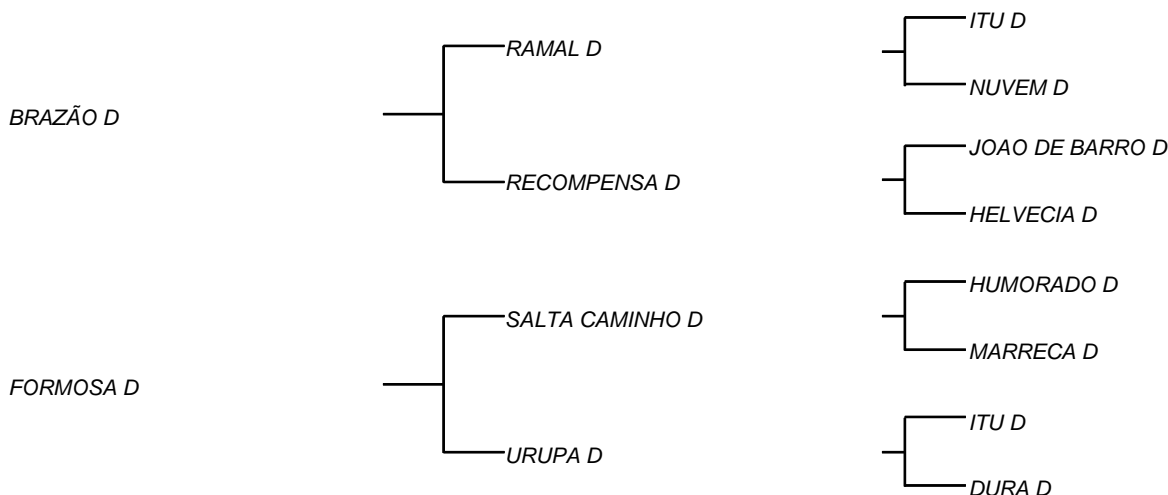 ITU D
RAMAL D
NUVEM D
BRAZÃO D
JOAO DE BARRO D
RECOMPENSA D
HELVECIA D
HUMORADO D
SALTA CAMINHO D
MARRECA D
FORMOSA D
ITU D
URUPA D
DURA D